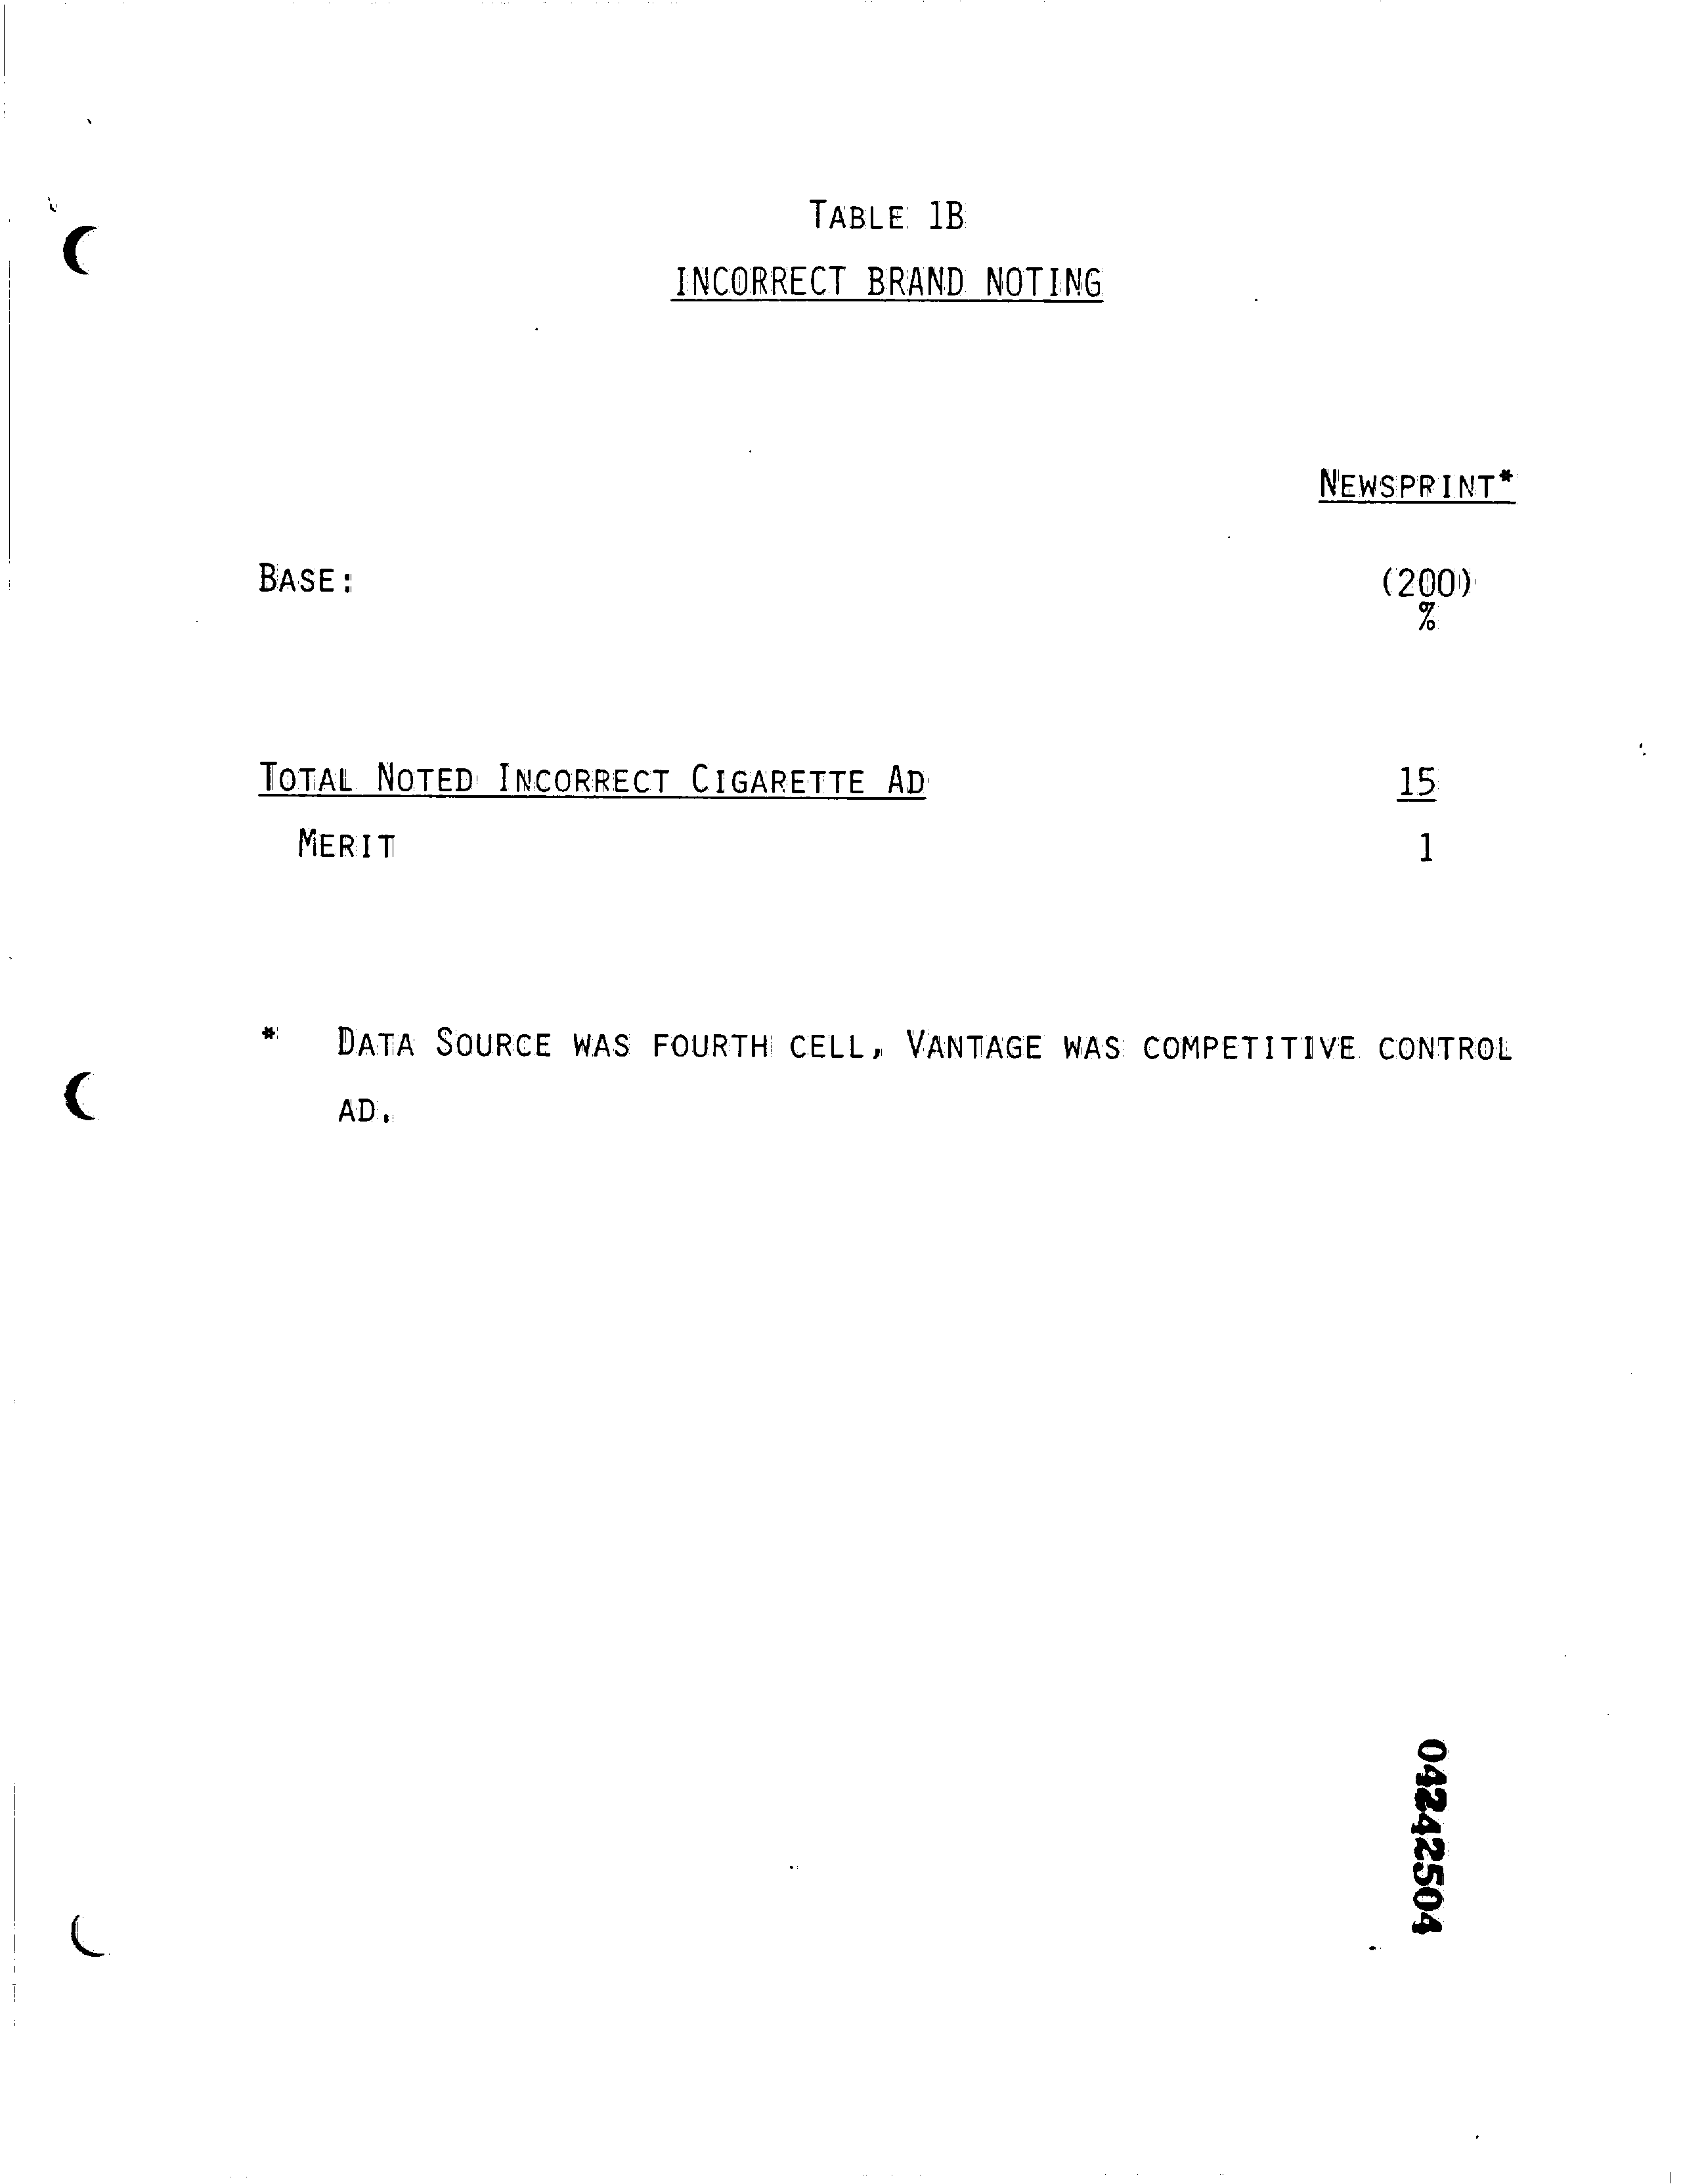 TABLE 1B
INCORRECT BRAND NOTING
NEWSPRINT*
BASE: (200)
%
TOTAL NOTED INCORRECT CIGARETTE AD 15
MERIT 1
* DATA SOURCE WAS FOURTH CELL, VANTAGE WAS COMPETITIVE CONTROL
AD.
04242504